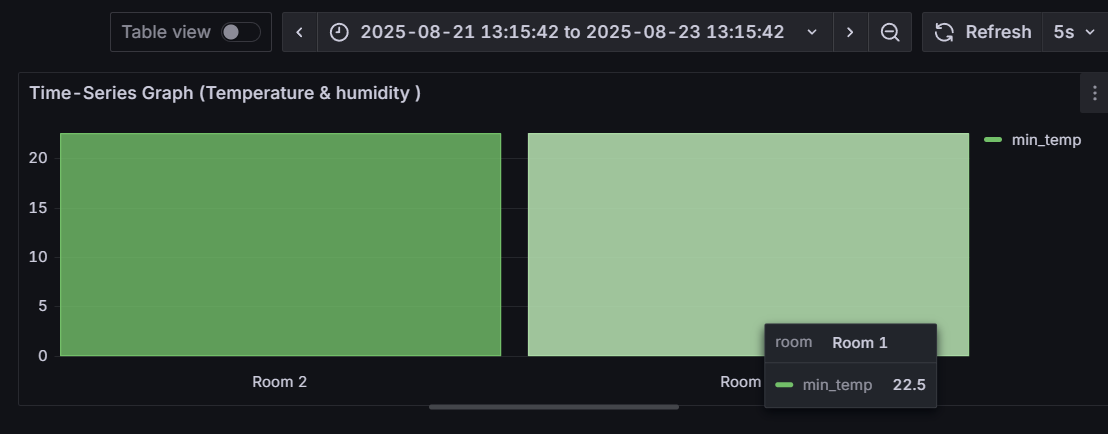 Table view
2025-08-21 13:15:42 to 2025-08-23 13:15:42
Refresh
5s
Time-Series Graph (Temperature & humidity )
min_temp
20
15
10
5
0
Room 2
Room
room Room 1
min_temp 22.5